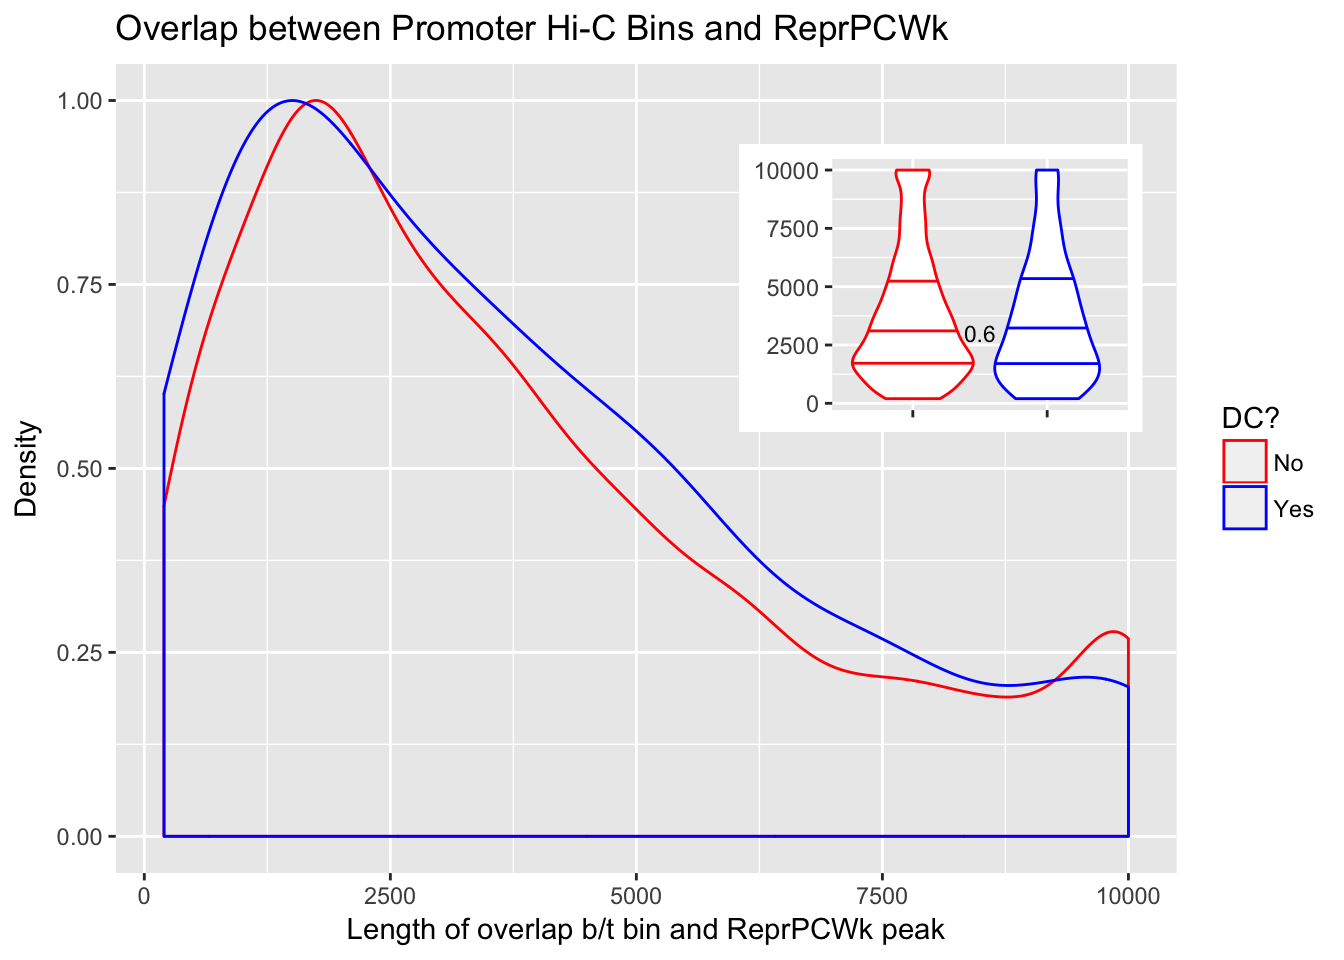 Overlap between Promoter Hi-C Bins and ReprPCWk
1.00
0.75
0.50
0.25
0.00
Density
10000
7500
5000
2500
0
0.6
DC?
No
Yes
0 2500 5000 7500 10000
Length of overlap b/t bin and ReprPCWk peak